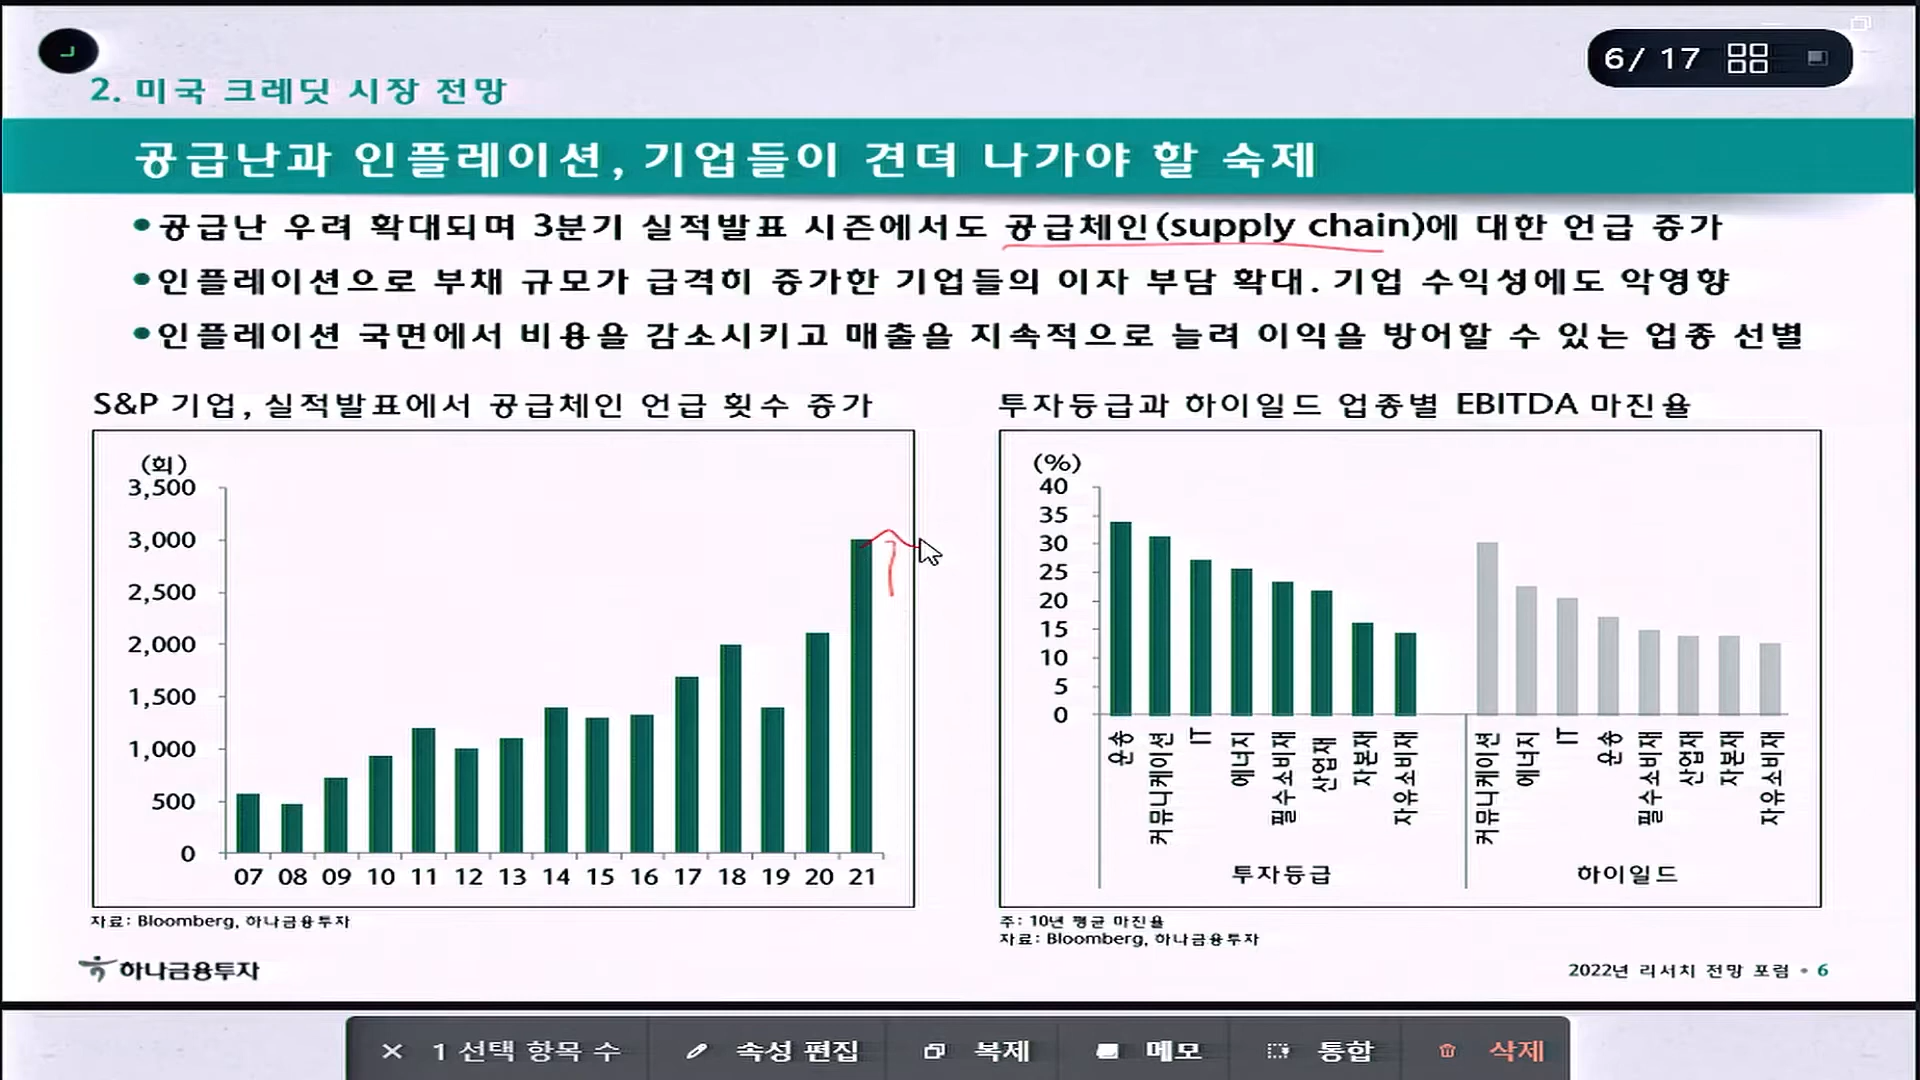 6/ 17
2. 미국 크레딧 시장 전망
공급난과 인플레이션, 기업들이 견뎌 나가야 할 숙제
•공급난 우려 확대되며 3분기 실적발표 시즌에서도 공급체인(supply chain)에 대한 언급 증가
•인플레이션으로 부채 규모가 급격히 증가한 기업들의 이자 부담 확대. 기업 수익성에도 악영향
•인플레이션 국면에서 비용을 감소시키고 매출을 지속적으로 늘려 이익을 방어할 수 있는 업종 선별
S&P 기업, 실적발표에서 공급체인 언급 횟수 증가
(회)
3,500
3,000
2,500
2,000
1,500
1,000
500
0
07 08 09 10 11 12 13 14 15 16 17 18 19 20 21
자료: Bloomberg, 하나금융투자
투자등급과 하이일드 업종별 EBITDA 마진율
(%)
40
35
30
25
20
15
10
5
0
운송 커뮤니케이션 IT 에너지 필수소비재 산업재 자본재 자유소비재 커뮤니케이션 에너지 IT 운송 필수소비재 산업재 자본재 자유소비재
투자등급 하이일드
주: 10년 평균 마진율
자료: Bloomberg, 하나금융투자
하나금융투자
2022년 리서치 전망 포럼 • 6
1 선택 항목 수 속성 편집 복제 메모 통합 삭제